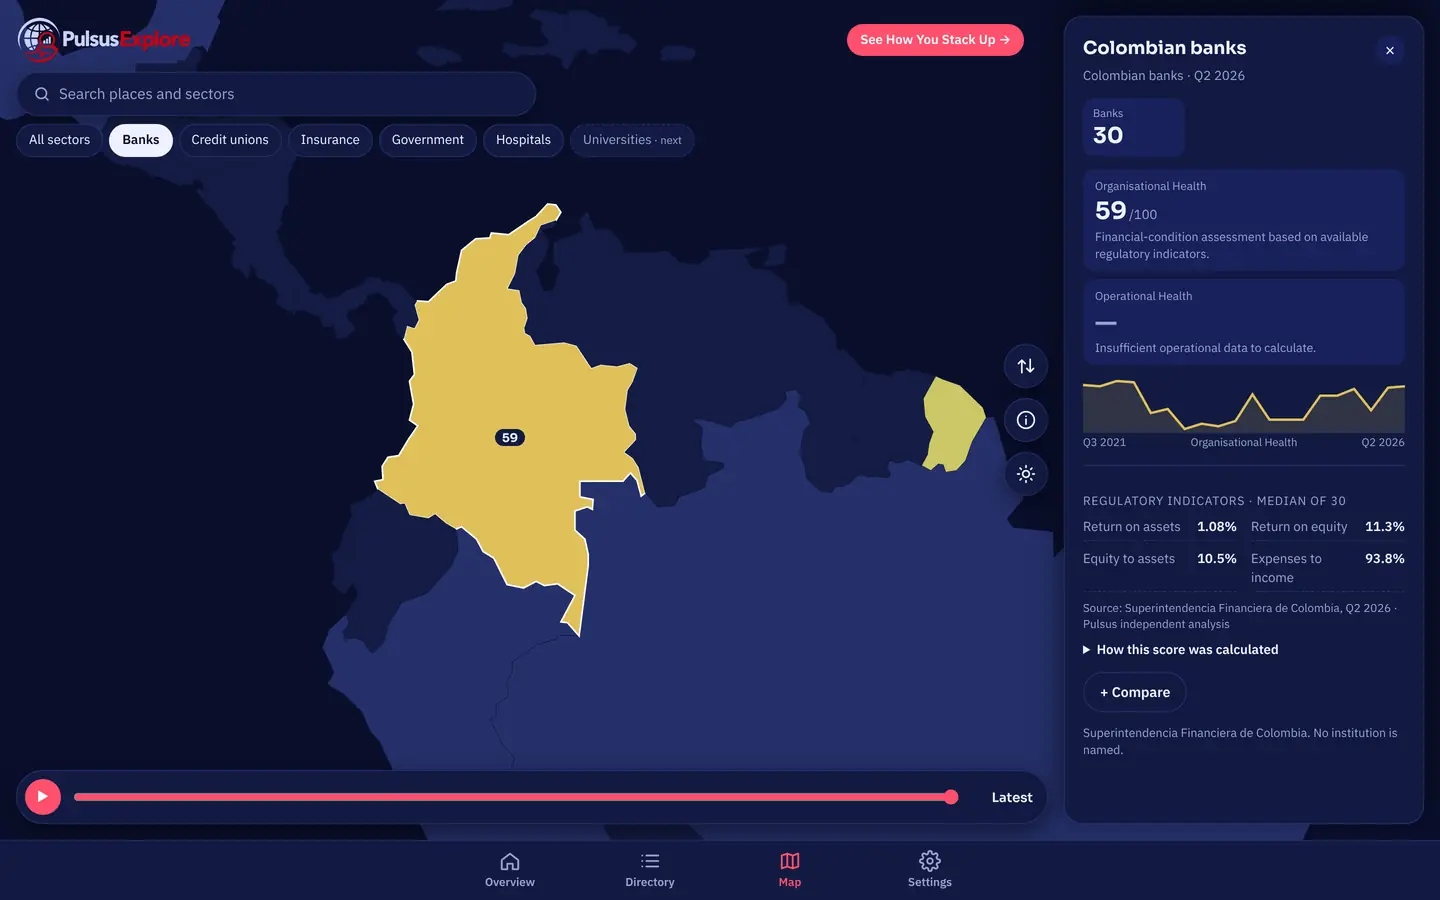 PulsusExplore
See How You Stack Up →
Search places and sectors
All sectors
Banks
Credit unions
Insurance
Government
Hospitals
Universities · next
59
Latest
Colombian banks
×
Colombian banks · Q2 2026
Banks
30
Organisational Health
59/100
Financial-condition assessment based on available
regulatory indicators.
Operational Health
—
Insufficient operational data to calculate.
Q3 2021 Organisational Health Q2 2026
REGULATORY INDICATORS · MEDIAN OF 30
Return on assets 1.08% Return on equity 11.3%
Equity to assets 10.5% Expenses to 93.8%
income
Source: Superintendencia Financiera de Colombia, Q2 2026 ·
Pulsus independent analysis
How this score was calculated
+ Compare
Superintendencia Financiera de Colombia. No institution is
named.
Overview
Directory
Map
Settings